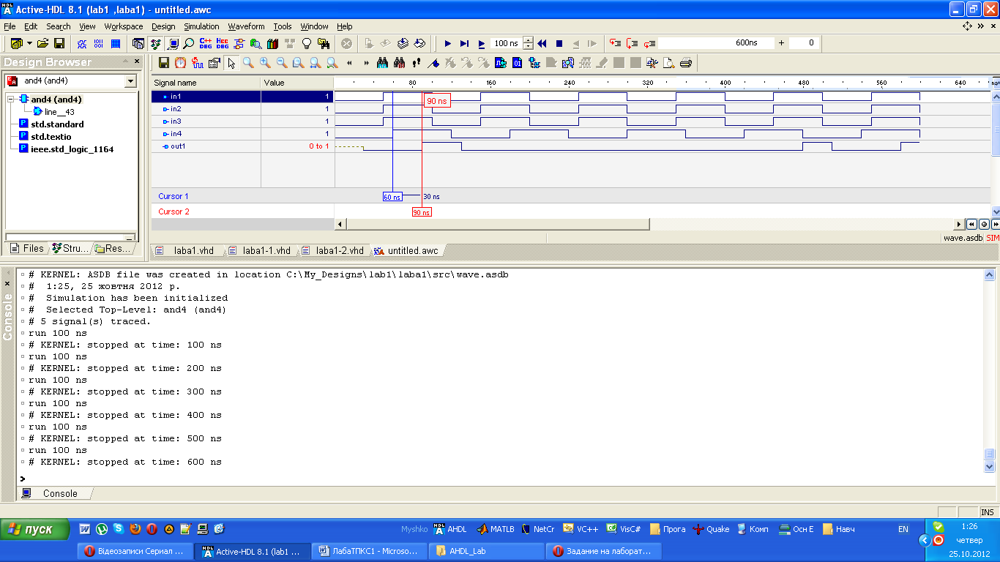 Active-HDL 8.1 (lab1 ,laba1) - untitled.awc
File Edit Search View Workspace Design Simulation Waveform Tools Window Help
100 ns 600ns + 0
Design Browser
and4 (and4)
and4 (and4)
line__43
std.standard
std.textio
ieee.std_logic_1164
Files Stru... Res...
Signal name Value 80 160 240 320 400 480 560 640 ns
in1 1
in2 1
in3 1
in4 1
out1 0 to 1
90 ns
Cursor 1 60 ns 30 ns
Cursor 2 90 ns
wave.asdb SIM
laba1.vhd laba1-1.vhd laba1-2.vhd untitled.awc
Console
# KERNEL: ASDB file was created in location C:\My_Designs\lab1\laba1\src\wave.asdb
# 1:25, 25 жовтня 2012 р.
# Simulation has been initialized
# Selected Top-Level: and4 (and4)
# 5 signal(s) traced.
run 100 ns
# KERNEL: stopped at time: 100 ns
run 100 ns
# KERNEL: stopped at time: 200 ns
run 100 ns
# KERNEL: stopped at time: 300 ns
run 100 ns
# KERNEL: stopped at time: 400 ns
run 100 ns
# KERNEL: stopped at time: 500 ns
run 100 ns
# KERNEL: stopped at time: 600 ns
>
Console
INS
пуск Myshko AHDL MATLB NetCr VC++ VisC# Прога Quake Комп Осн E Навч EN 1:26
Відеозаписи Сериал ... Active-HDL 8.1 (lab1 ... ЛабаТПКС1 - Microso... AHDL_Lab Задание на лаборат... четвер
25.10.2012